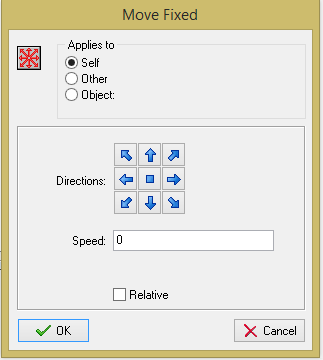 Move Fixed
Applies to
Self
Other
Object:
Directions:
Speed: 0
Relative
OK Cancel